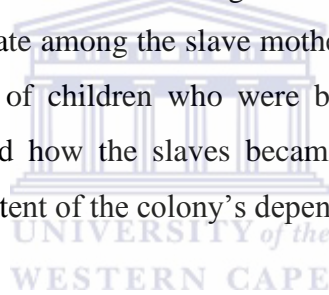 ate among the slave mothe
of children who were b
d how the slaves becam
tent of the colony's depen
UNIVERSITY of the
WESTERN CAPE